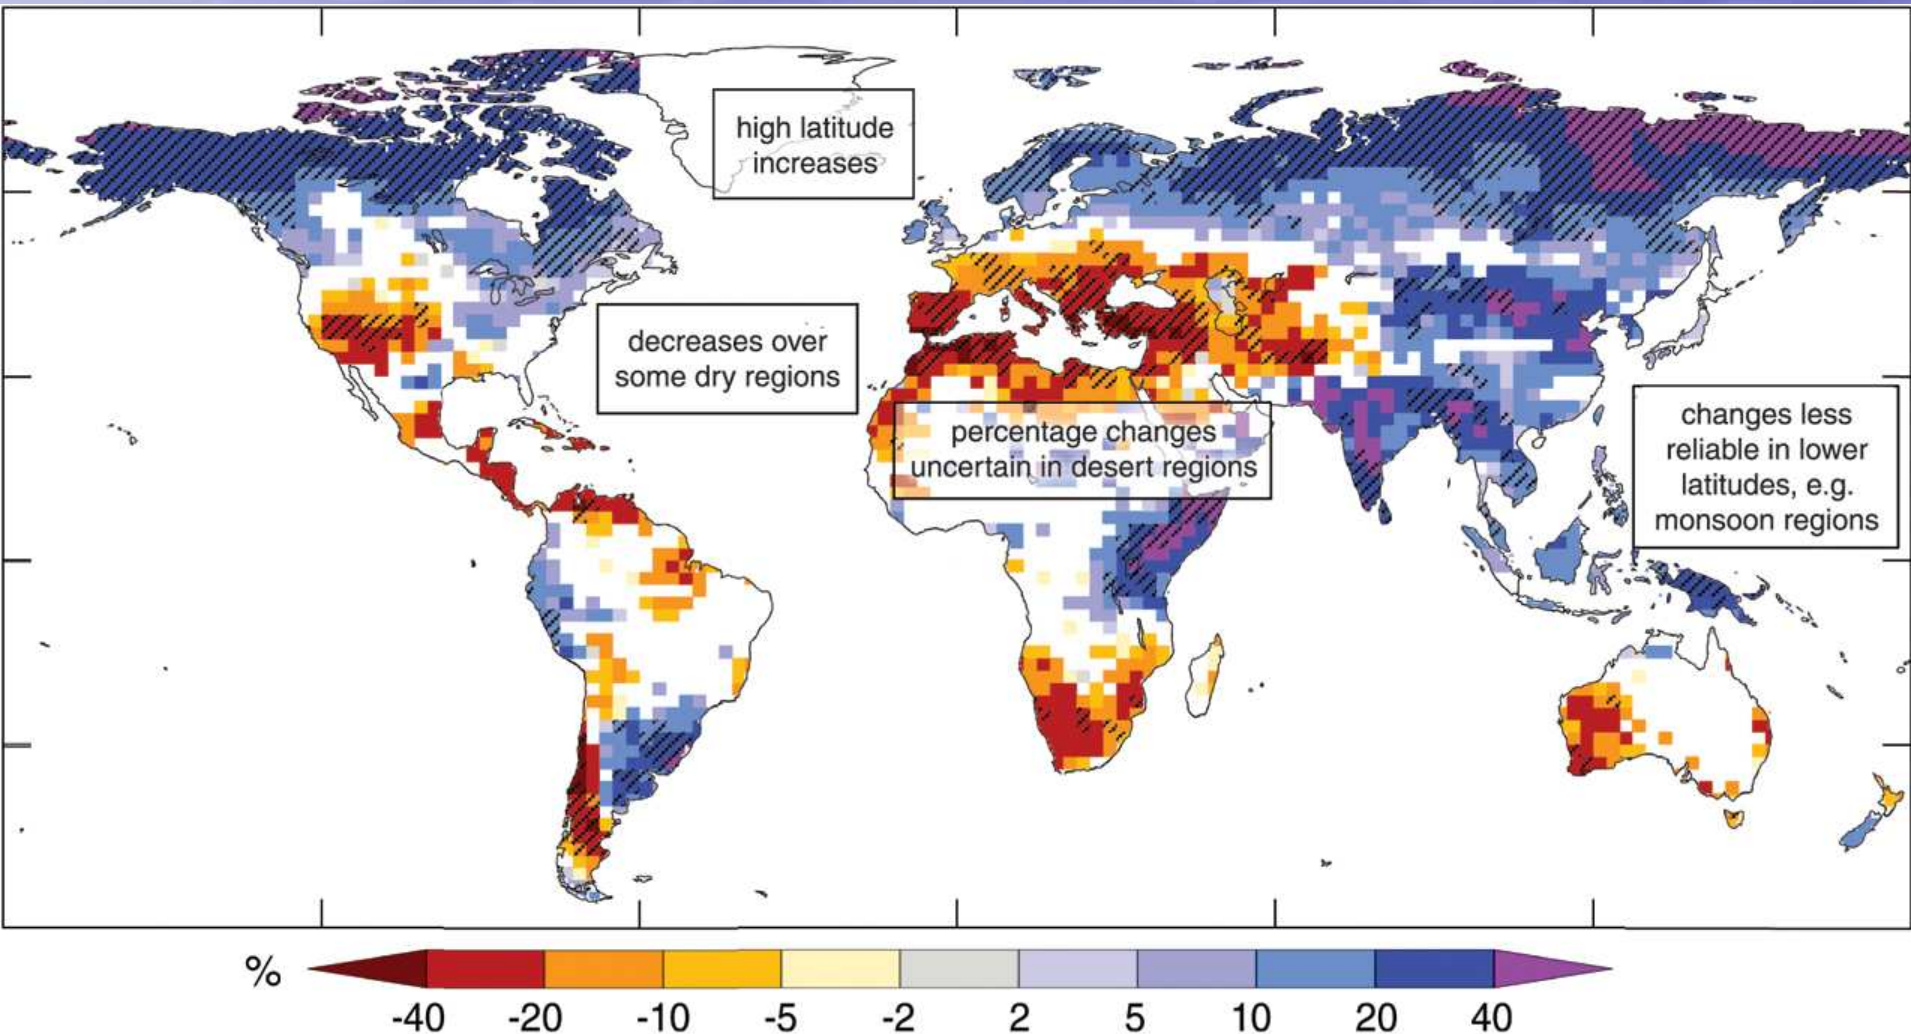 high latitude
increases
decreases over
some dry regions
percentage changes
uncertain in desert regions
changes less
reliable in lower
latitudes, e.g.
monsoon regions
%
-40 -20 -10 -5 -2 2 5 10 20 40